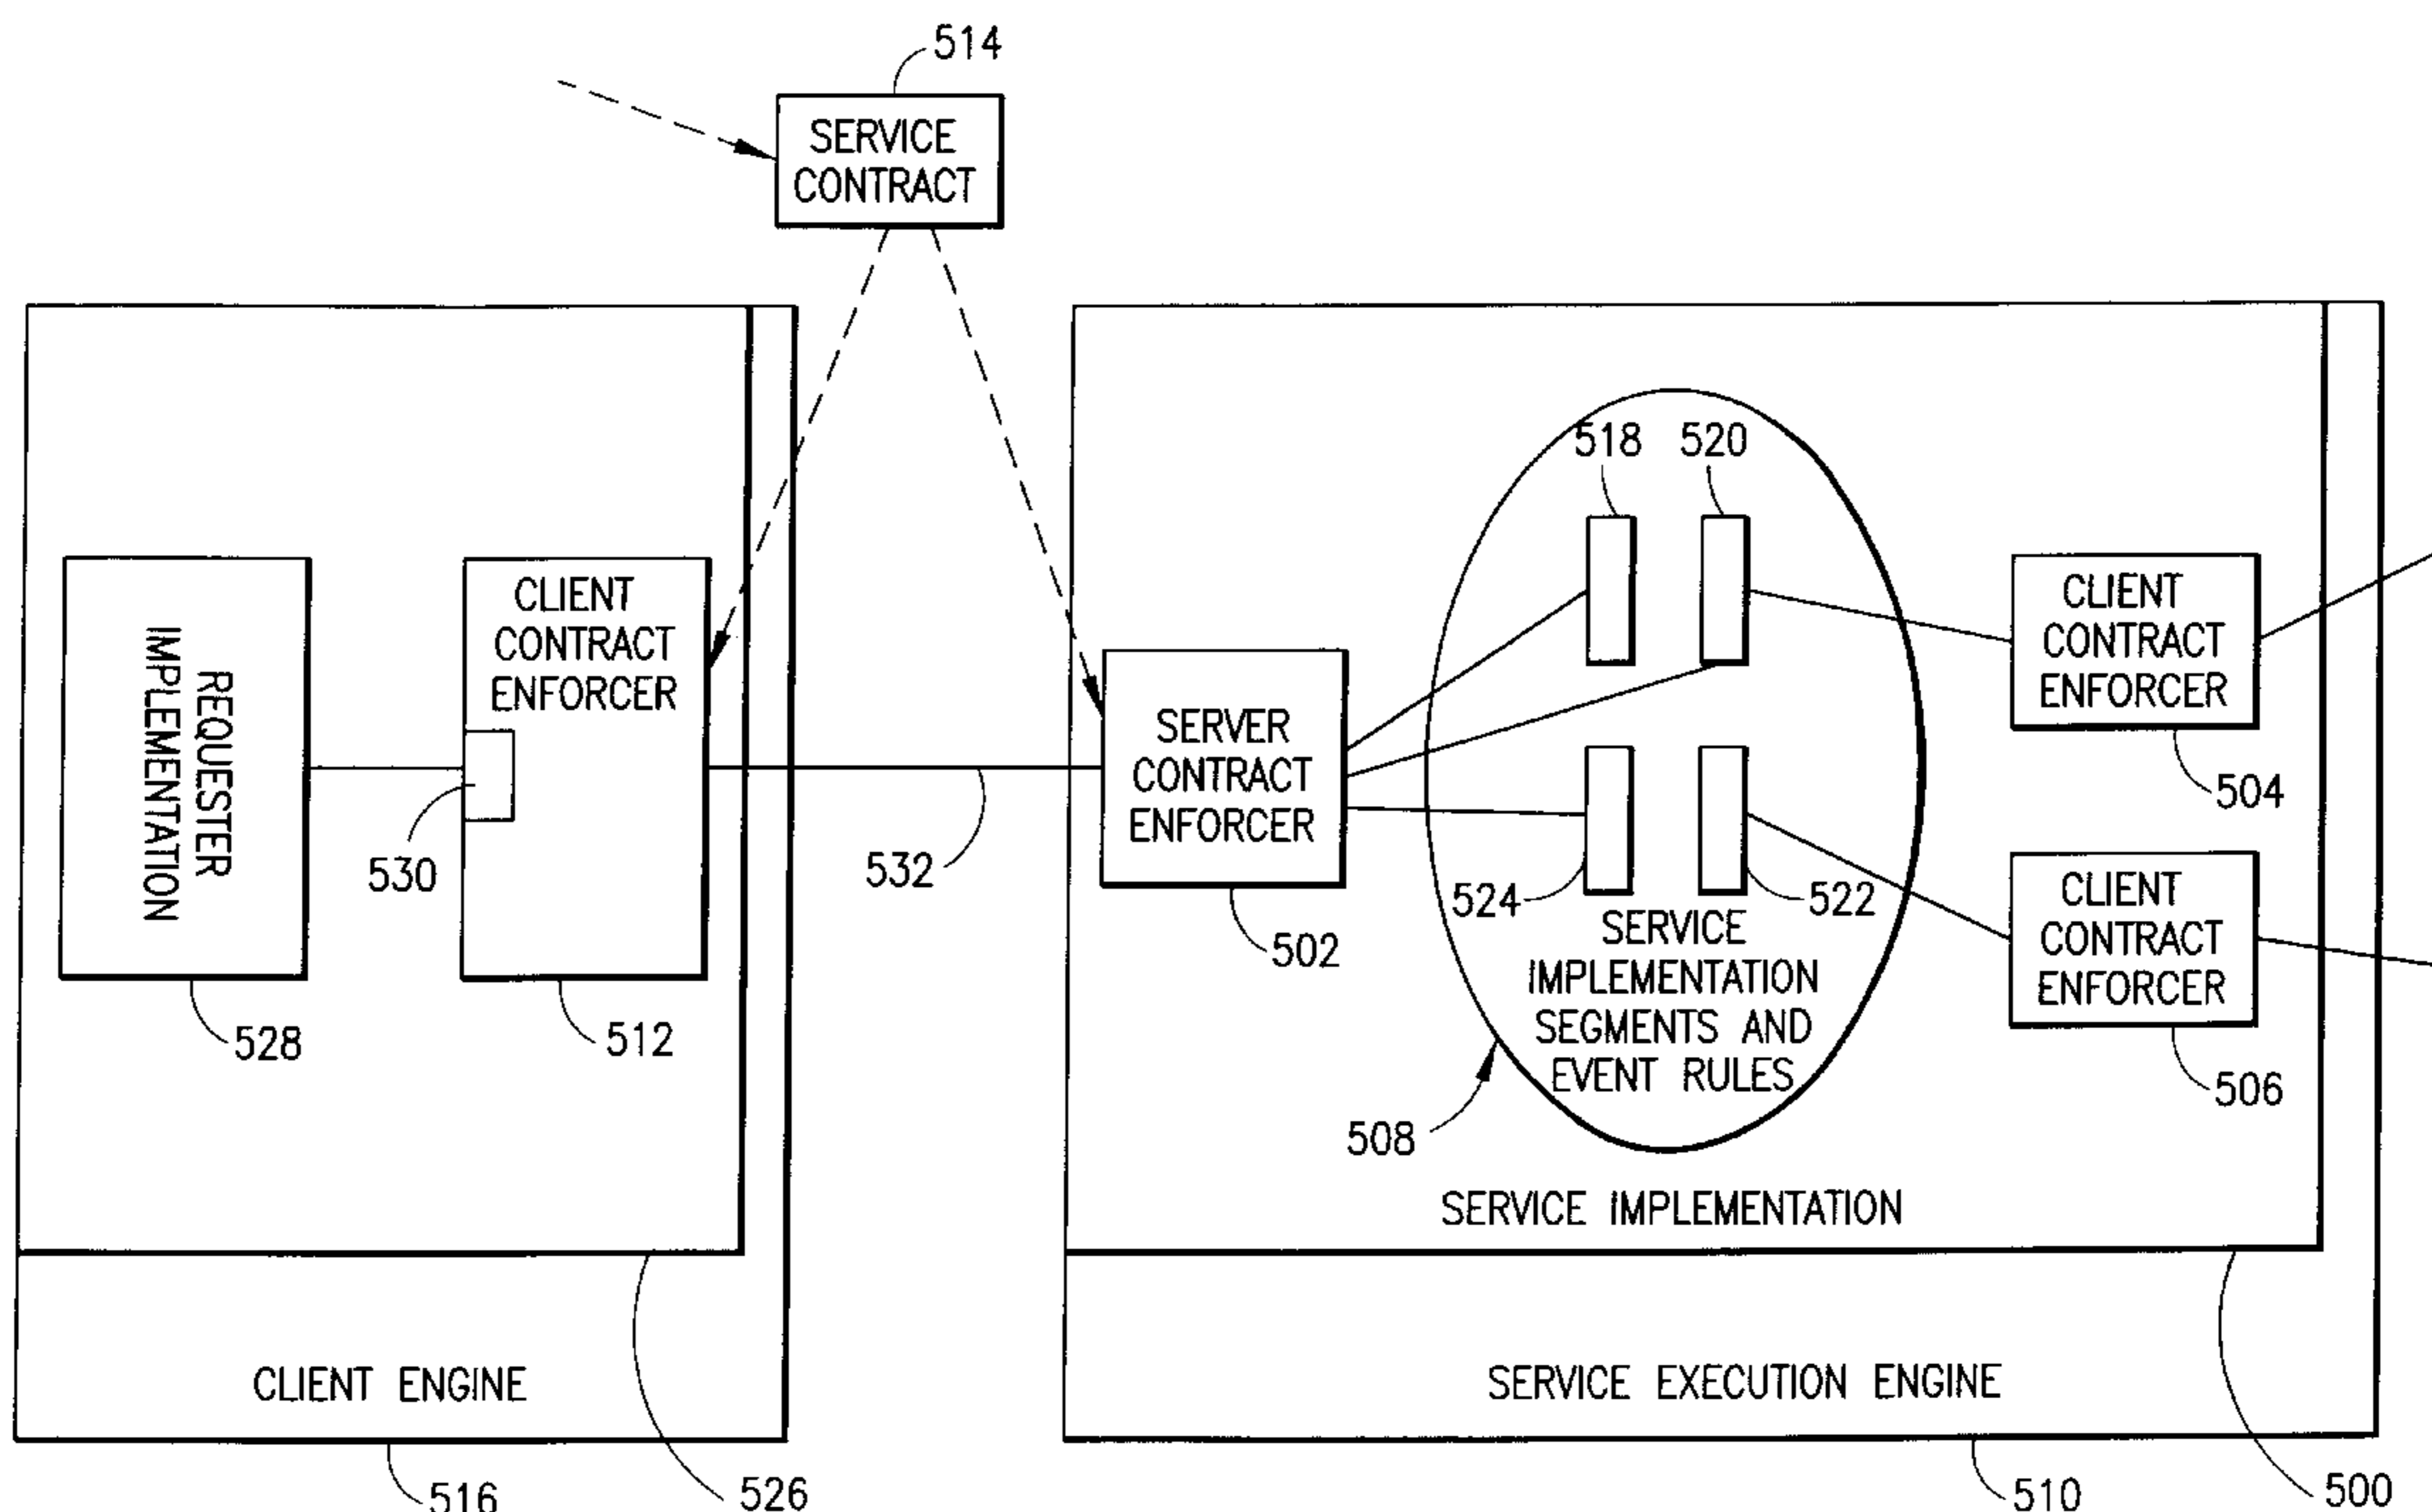 514
SERVICE
CONTRACT
REQUESTER
IMPLEMENTATION
CLIENT
CONTRACT
ENFORCER
530
528
512
532
SERVER
CONTRACT
ENFORCER
502
518
520
524
522
SERVICE
IMPLEMENTATION
SEGMENTS AND
EVENT RULES
508
CLIENT
CONTRACT
ENFORCER
504
CLIENT
CONTRACT
ENFORCER
506
SERVICE IMPLEMENTATION
CLIENT ENGINE
SERVICE EXECUTION ENGINE
516
526
510
500